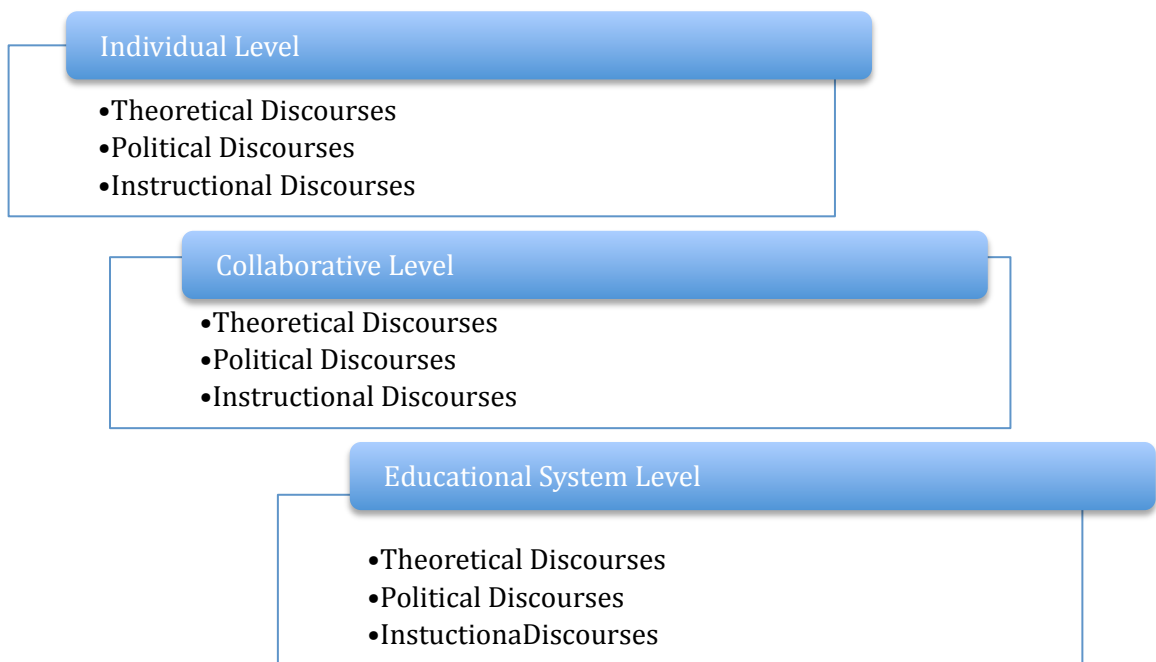 Individual Level
•Theoretical Discourses
•Political Discourses
•Instructional Discourses
Collaborative Level
•Theoretical Discourses
•Political Discourses
•Instructional Discourses
Educational System Level
•Theoretical Discourses
•Political Discourses
•InstuctionaDiscourses